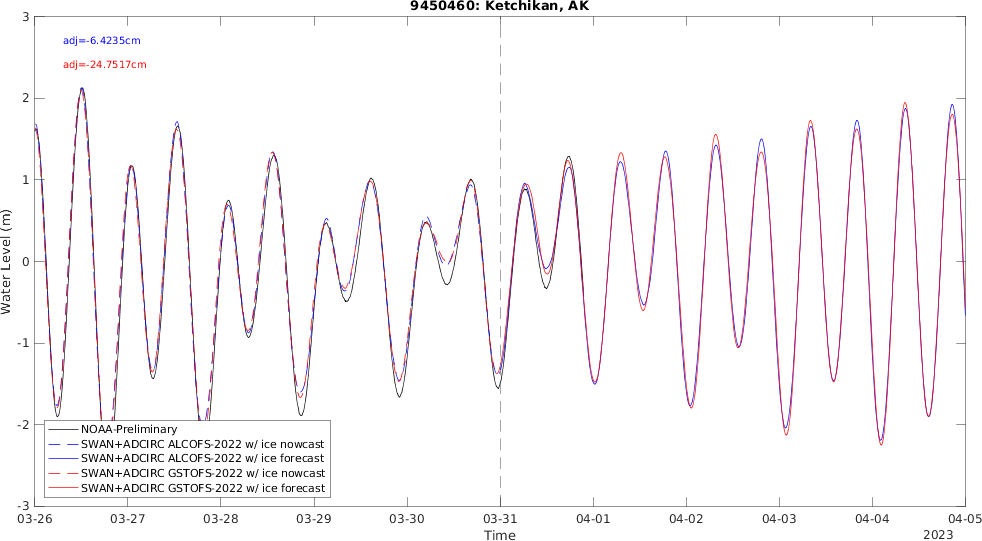 9450460: Ketchikan, AK
3
adj=-6.4235cm
adj=-24.7517cm
2
1
0
-1
-2
-3
Water Level (m)
NOAA-Preliminary
SWAN+ADCIRC ALCOFS-2022 w/ ice nowcast
SWAN+ADCIRC ALCOFS-2022 w/ ice forecast
SWAN+ADCIRC GSTOFS-2022 w/ ice nowcast
SWAN+ADCIRC GSTOFS-2022 w/ ice forecast
03-26 03-27 03-28 03-29 03-30 03-31 04-01 04-02 04-03 04-04 04-05
Time
2023